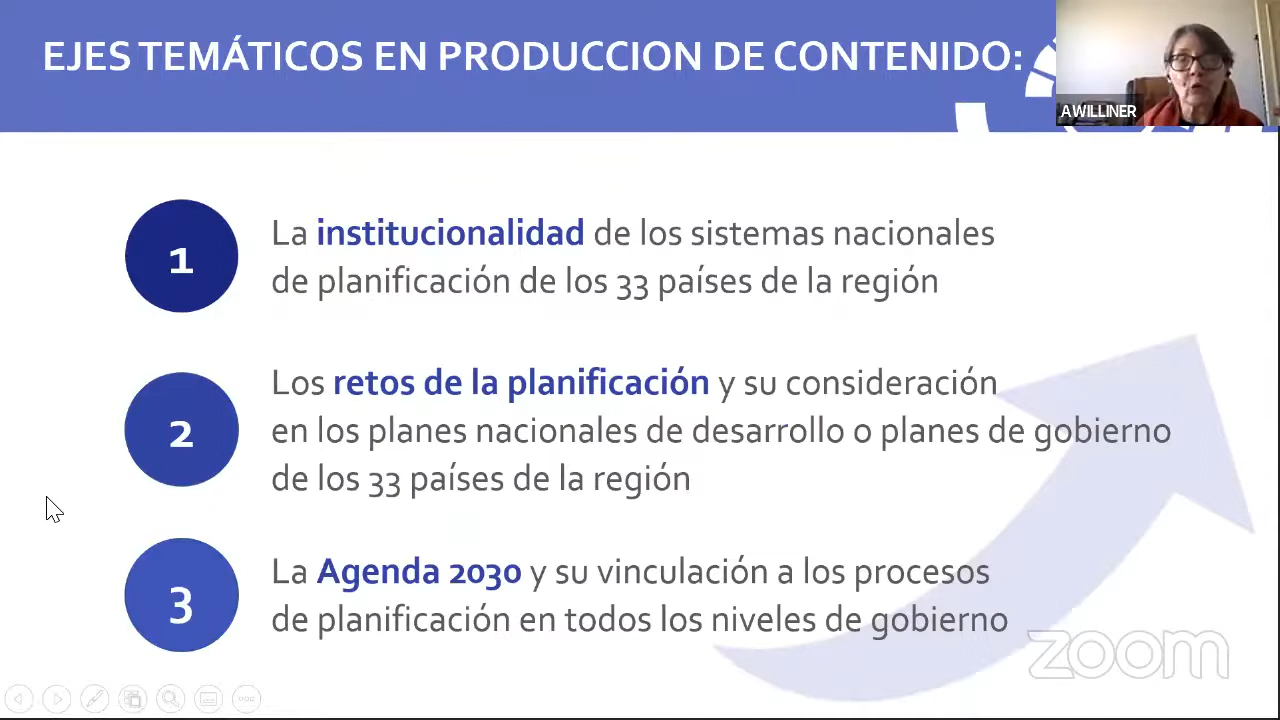 EJES TEMÁTICOS EN PRODUCCION DE CONTENIDO:
AWILLINER
1
La institucionalidad de los sistemas nacionales
de planificación de los 33 países de la región
2
Los retos de la planificación y su consideración
en los planes nacionales de desarrollo o planes de gobierno
de los 33 países de la región
3
La Agenda 2030 y su vinculación a los procesos
de planificación en todos los niveles de gobierno
zoom